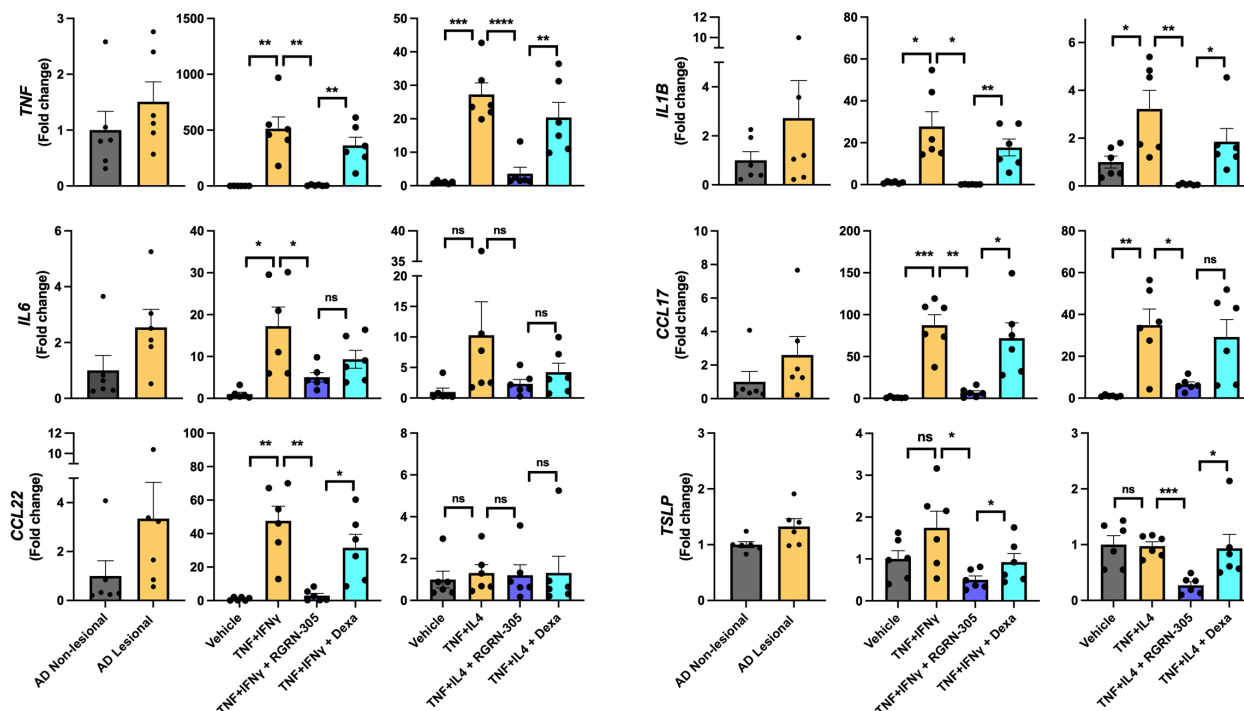 TNF
(Fold change)
3
2
1
0
1500
1000
500
0
** **
**
30
20
10
0
*** ****
**
IL1B
(Fold change)
12
10
8
6
4
2
0
80
60
40
20
0
* *
**
6
4
2
0
* **
*
IL6
(Fold change)
6
4
2
0
40
30
20
10
0
* *
ns
40
35
20
15
10
5
0
ns ns
ns
CCL17
(Fold change)
10
8
6
4
2
0
200
150
100
50
0
*** **
*
80
60
40
20
0
** *
ns
CCL22
(Fold change)
12
10
8
6
4
2
0
100
80
60
40
20
0
** **
*
8
6
4
2
0
ns ns
ns
TSLP
(Fold change)
3
2
1
0
4
3
2
1
0
ns *
*
3
2
1
0
ns ***
*
AD Non-lesional
AD Lesional
Vehicle
TNF+IFNγ
TNF+IFNγ + RGRN-305
TNF+IFNγ + Dexa
Vehicle
TNF+IL4
TNF+IL4 + RGRN-305
TNF+IL4 + Dexa
AD Non-lesional
AD Lesional
Vehicle
TNF+IFNγ
TNF+IFNγ + RGRN-305
TNF+IFNγ + Dexa
Vehicle
TNF+IL4
TNF+IL4 + RGRN-305
TNF+IL4 + Dexa